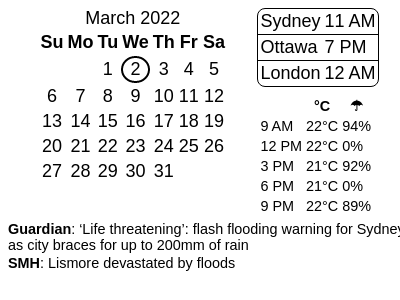 March 2022
Su Mo Tu We Th Fr Sa
1 2 3 4 5
6 7 8 9 10 11 12
13 14 15 16 17 18 19
20 21 22 23 24 25 26
27 28 29 30 31
Sydney 11 AM
Ottawa 7 PM
London 12 AM
°C ☂
9 AM 22°C 94%
12 PM 22°C 0%
3 PM 21°C 92%
6 PM 21°C 0%
9 PM 22°C 89%
Guardian: ‘Life threatening’: flash flooding warning for Sydney
as city braces for up to 200mm of rain
SMH: Lismore devastated by floods